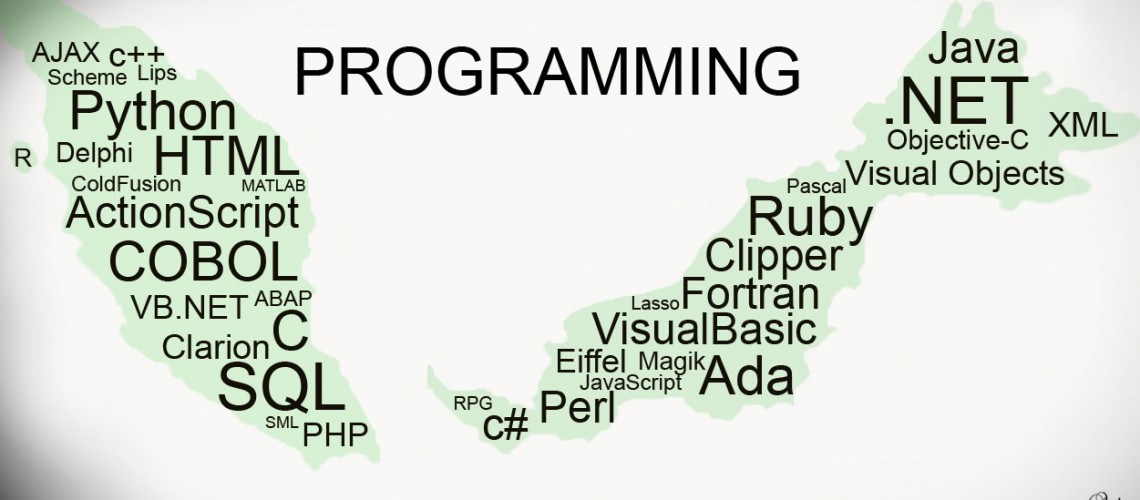 PROGRAMMING
AJAX c++
Scheme Lips
Python
R Delphi HTML
ColdFusion MATLAB
ActionScript
COBOL
VB.NET ABAP
C
Clarion
SQL
SML PHP
Java
.NET
XML
Objective-C
Visual Objects
Pascal
Ruby
Clipper
Lasso Fortran
VisualBasic
Eiffel Magik
JavaScript Ada
RPG Perl
c#